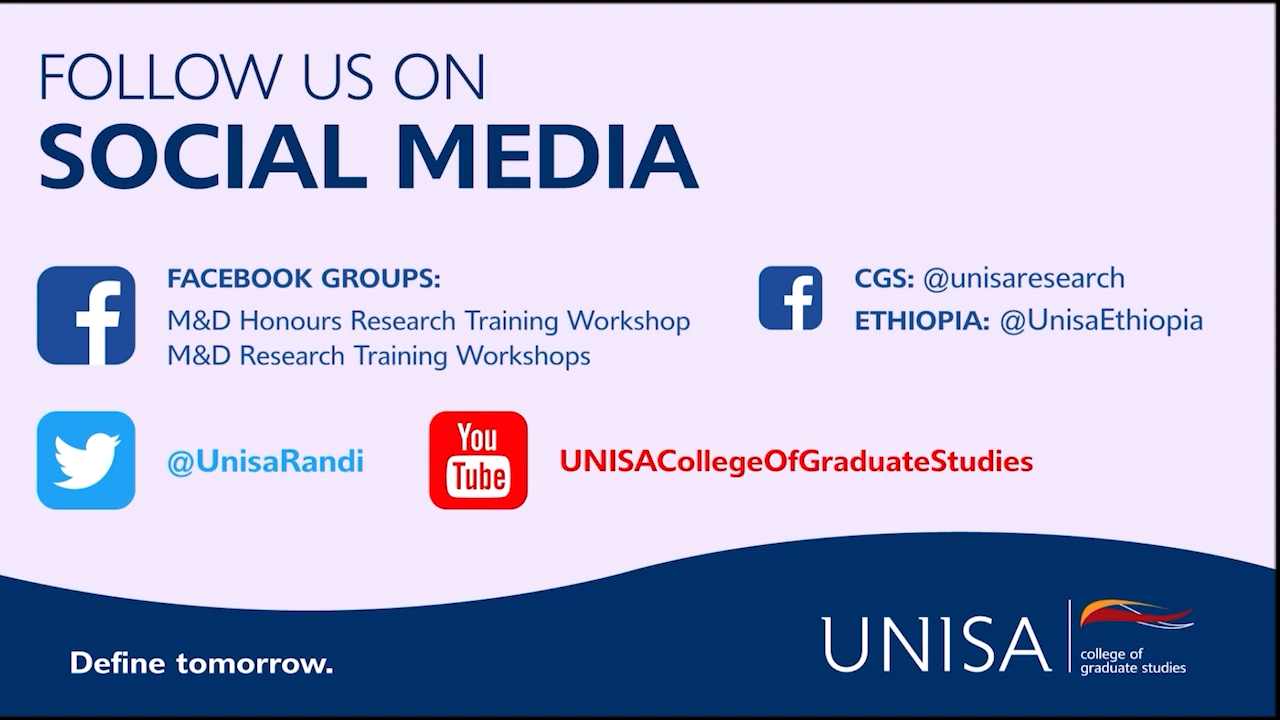 FOLLOW US ON
SOCIAL MEDIA
FACEBOOK GROUPS:
M&D Honours Research Training Workshop
M&D Research Training Workshops
CGS: @unisaresearch
ETHIOPIA: @UnisaEthiopia
@UnisaRandi
You
Tube
UNISACollegeOfGraduateStudies
Define tomorrow.
UNISA
college of
graduate studies